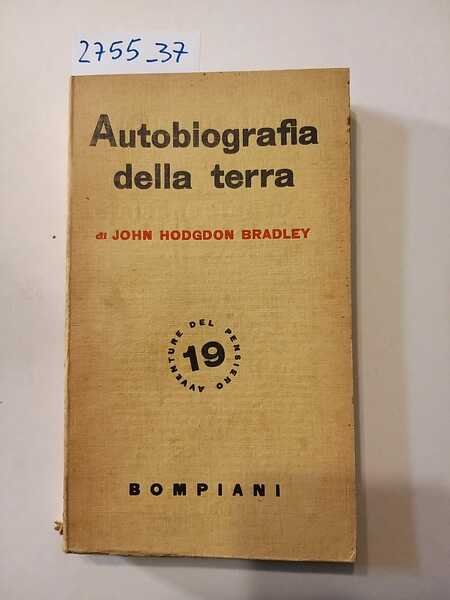 2755_37
Autobiografia
della terra
di JOHN HODGDON BRADLEY
AVVENTURE DEL PENSIERO
19
BOMPIANI